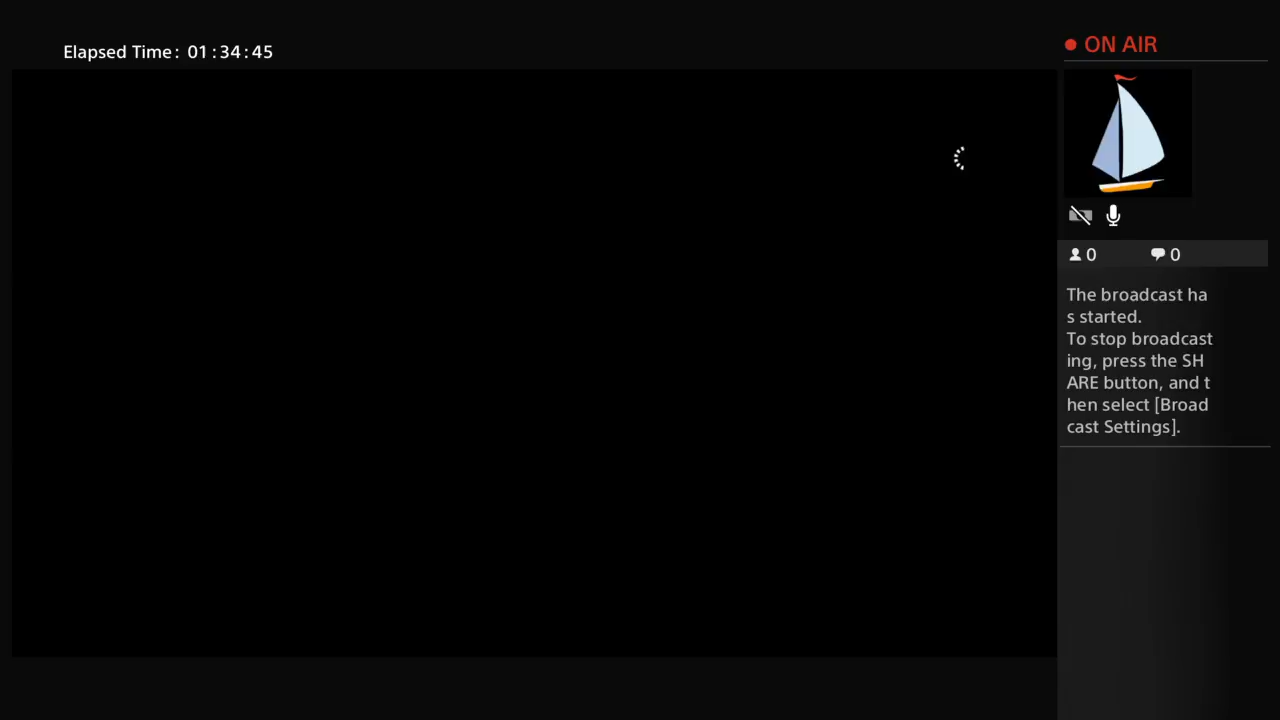 Elapsed Time: 01:34:45
ON AIR
0 0
The broadcast ha
s started.
To stop broadcast
ing, press the SH
ARE button, and t
hen select [Broad
cast Settings].